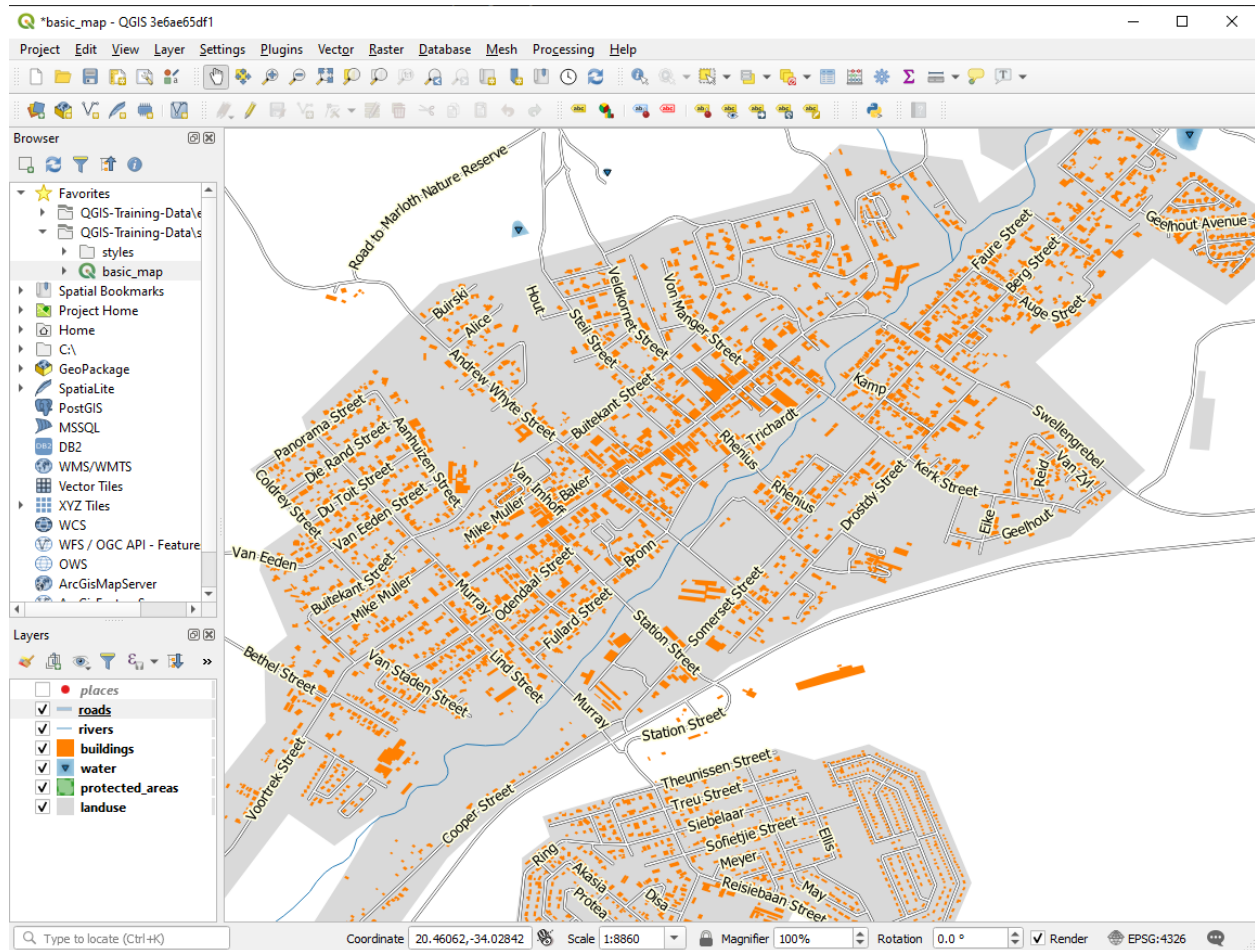 *basic_map - QGIS 3e6ae65df1
Project Edit View Layer Settings Plugins Vector Raster Database Mesh Processing Help
Browser
Favorites
QGIS-Training-Data\e
QGIS-Training-Data\s
styles
basic_map
Spatial Bookmarks
Project Home
Home
C:\
GeoPackage
SpatiaLite
PostGIS
MSSQL
DB2
WMS/WMTS
Vector Tiles
XYZ Tiles
WCS
WFS / OGC API - Feature
OWS
ArcGisMapServer
Layers
places
roads
rivers
buildings
water
protected_areas
landuse
Road to Marloth Nature Reserve
Geelhout Avenue
Faure Street
Berg Street
Auge Street
Buirski
Alice
Hout
Steil Street
Veldkornet Street
Von Manger Street
Andrew Whyte Street
Buitekant Street
Kamp
Swellengrebel
Panorama Street
Die Rand Street
Aanhuizen Street
Du Toit Street
Coldrey Street
Van Eeden Street
Van Eeden
Van Imhoff
Baker
Mike Muller
Rhenius
Trichardt
Rhenius
Drostdy Street
Kerk Street
Reid
Van Zyl
Eike
Geelhout
Buitekant Street
Mike Muller
Murray
Odendaal Street
Bronn
Fullard Street
Station Street
Somerset Street
Bethel Street
Van Staden Street
Lind Street
Murray
Station Street
Voortrek Street
Cooper Street
Theunissen Street
Treu Street
Siebelaar
Sofietjie Street
Ellis
Meyer
Ring
Akasia
Protea
Disa
Reisiebaan Street
May
Type to locate (Ctrl+K)
Coordinate 20.46062,-34.02842 Scale 1:8860 Magnifier 100% Rotation 0.0 ° Render EPSG:4326